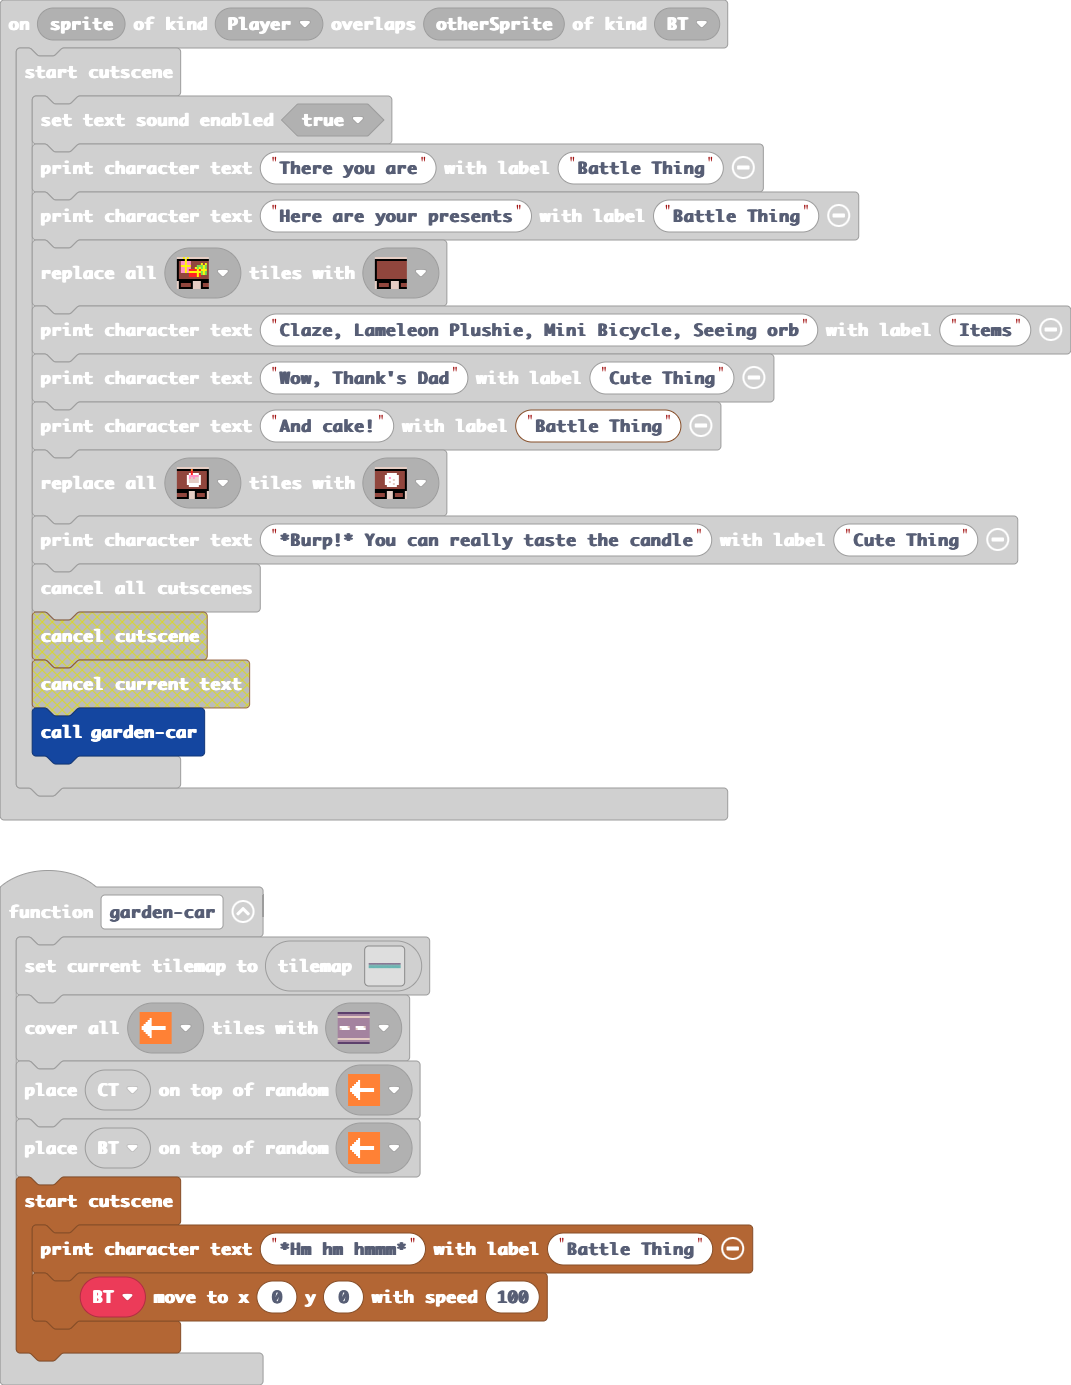 on sprite of kind Player overlaps otherSprite of kind BT
start cutscene
set text sound enabled true
print character text "There you are" with label "Battle Thing"
print character text "Here are your presents" with label "Battle Thing"
replace all tiles with
print character text "Claze, Lameleon Plushie, Mini Bicycle, Seeing orb" with label "Items"
print character text "Wow, Thank's Dad" with label "Cute Thing"
print character text "And cake!" with label "Battle Thing"
replace all tiles with
print character text "*Burp!* You can really taste the candle" with label "Cute Thing"
cancel all cutscenes
cancel cutscene
cancel current text
call garden-car
function garden-car
set current tilemap to tilemap
cover all tiles with
place CT on top of random
place BT on top of random
start cutscene
print character text "*Hm hm hmmm*" with label "Battle Thing"
BT move to x 0 y 0 with speed 100